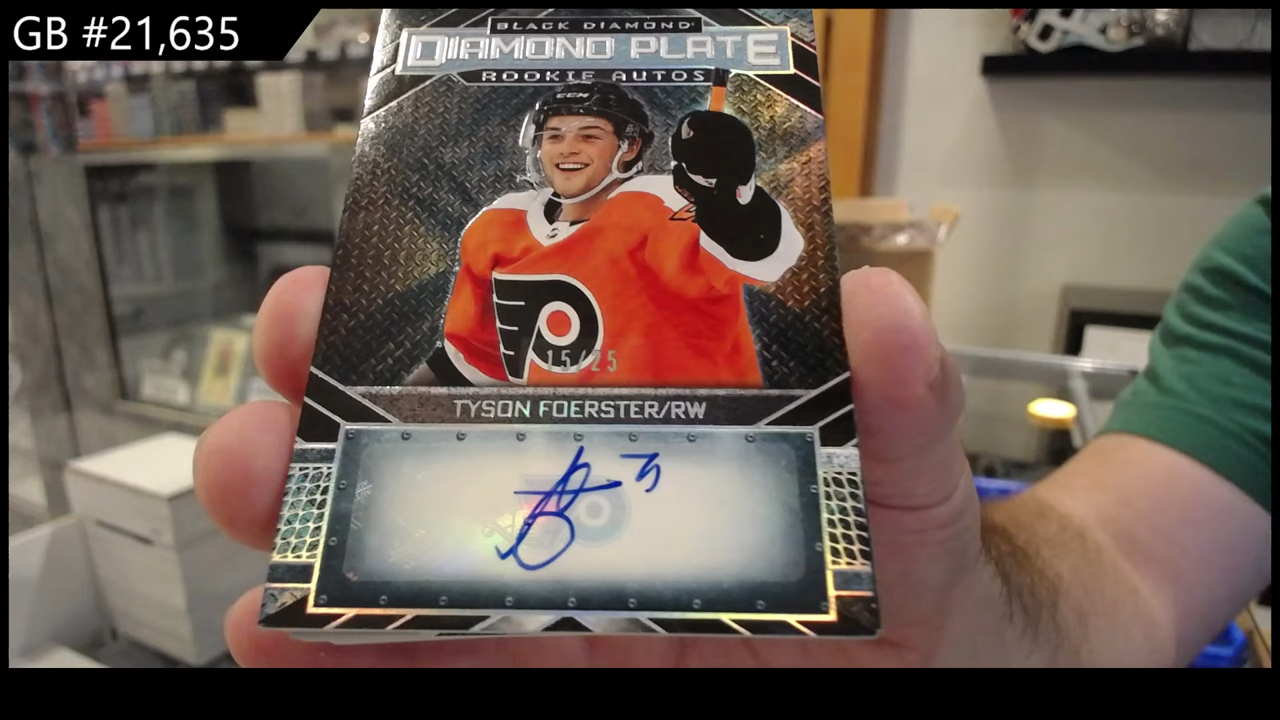 GB #21,635
BLACK DIAMOND
DIAMOND PLATE
ROOKIE AUTOS
CCM
15/25
TYSON FOERSTER/RW